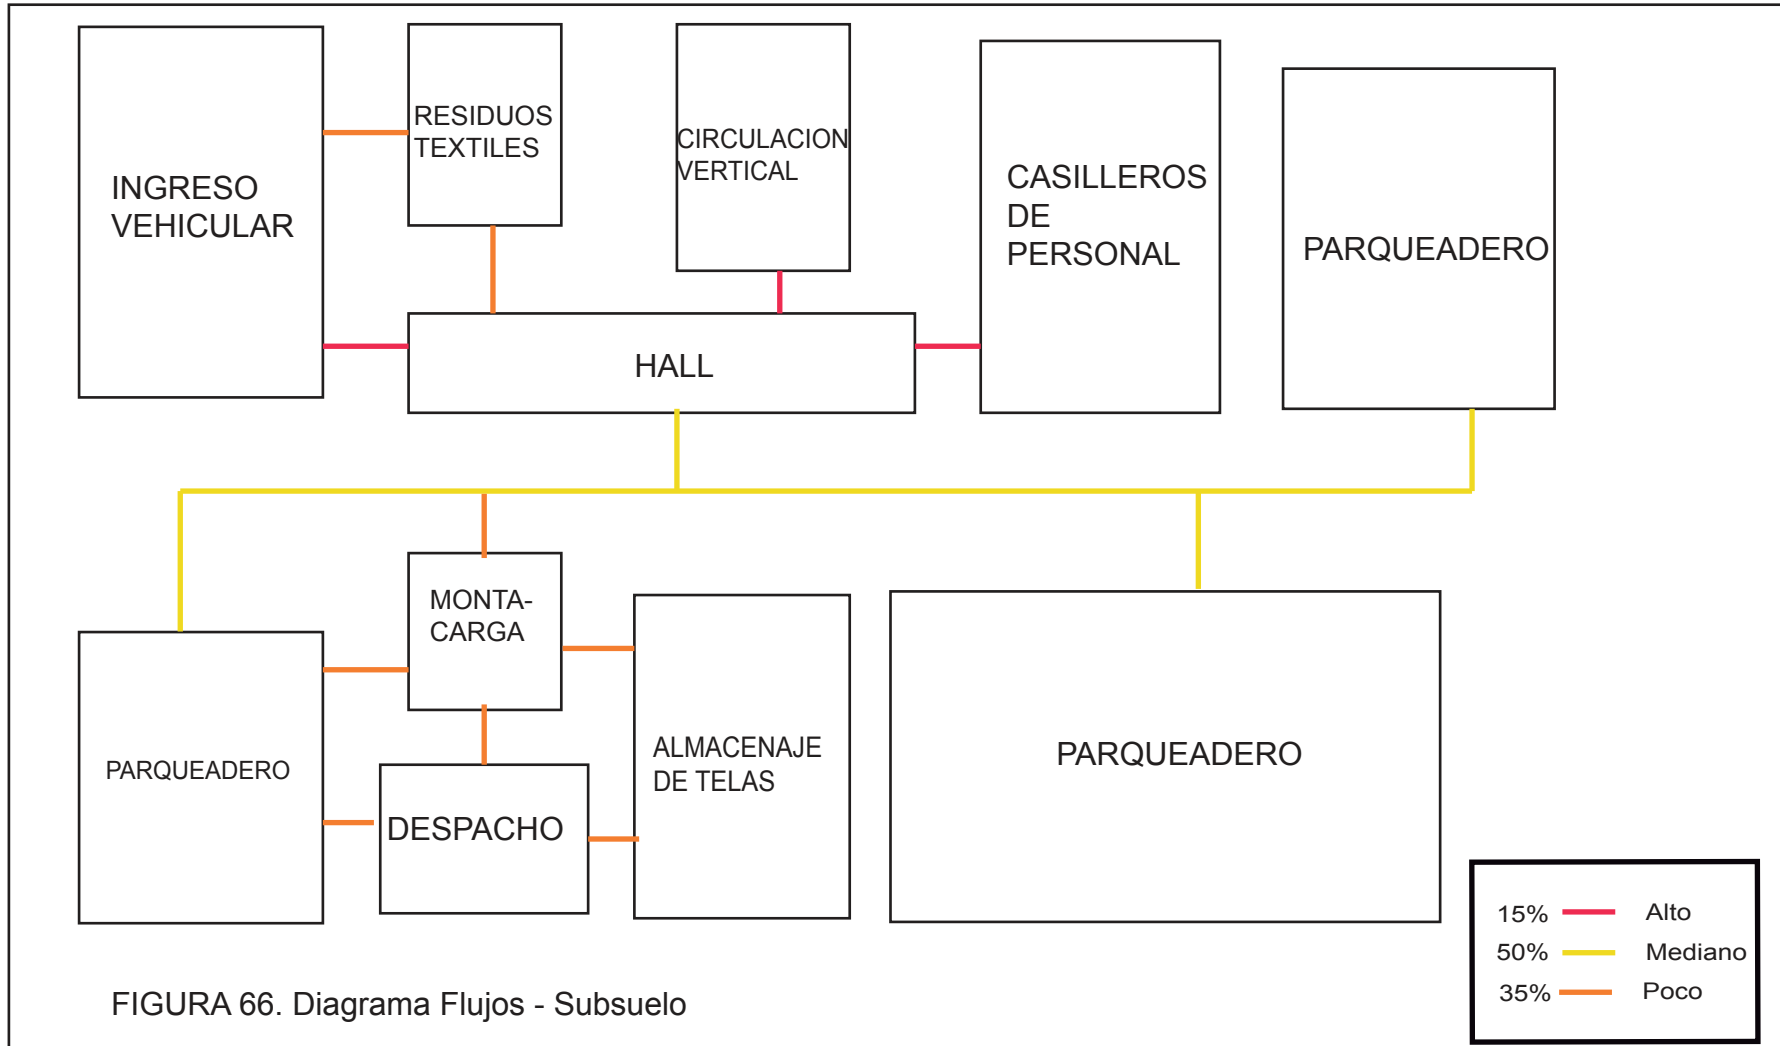 INGRESO
VEHICULAR
RESIDUOS
TEXTILES
CIRCULACION
VERTICAL
CASILLEROS
DE
PERSONAL
PARQUEADERO
HALL
MONTA-
CARGA
PARQUEADERO
DESPACHO
ALMACENAJE
DE TELAS
PARQUEADERO
15% Alto
50% Mediano
35% Poco
FIGURA 66. Diagrama Flujos - Subsuelo